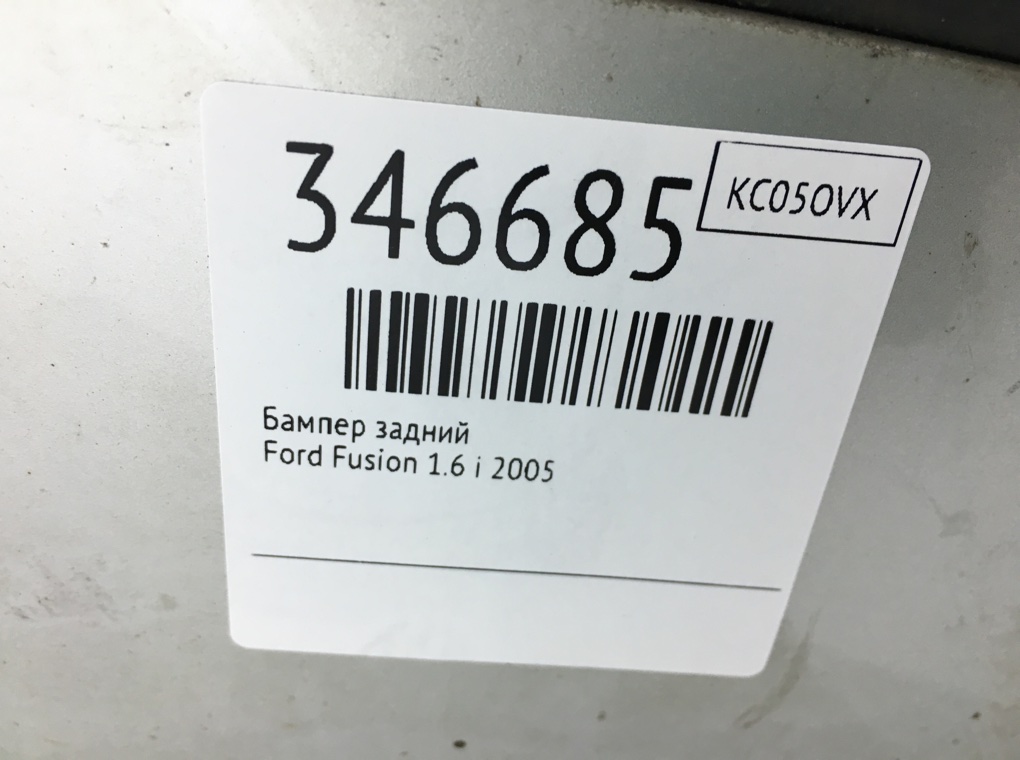 346685
KC05OVX
Бампер задний
Ford Fusion 1.6 i 2005